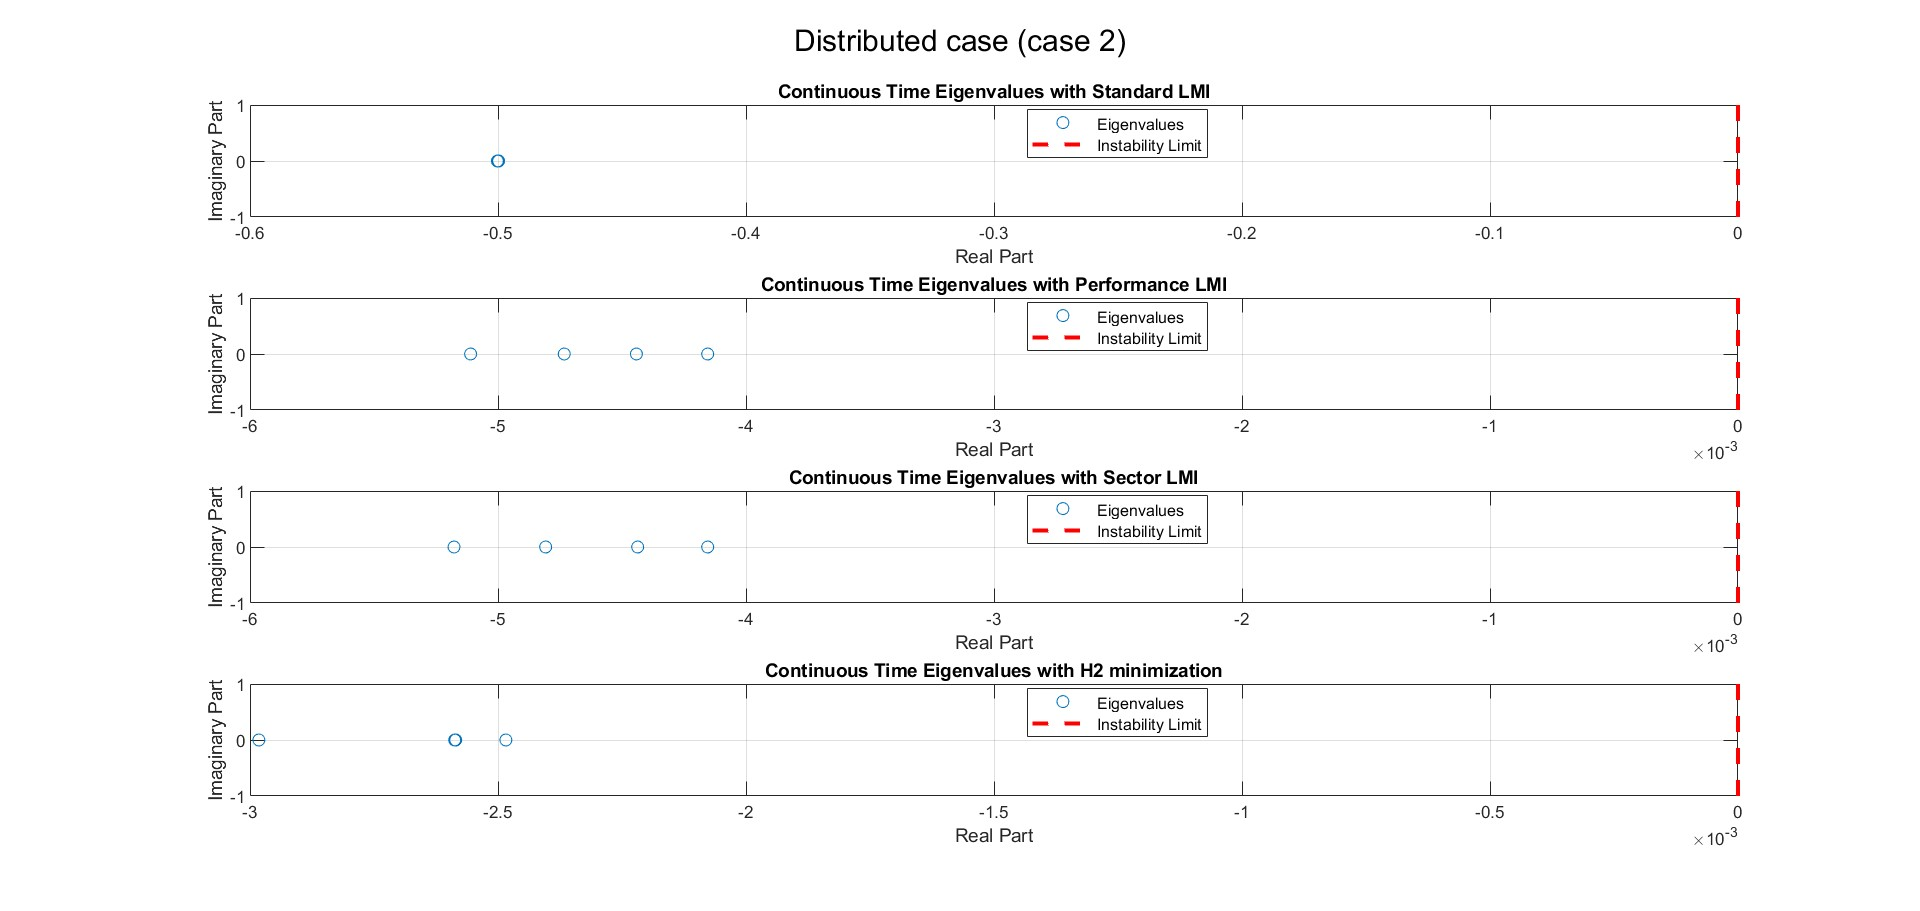 Distributed case (case 2)
Continuous Time Eigenvalues with Standard LMI
Imaginary Part
1
0
-1
Eigenvalues
Instability Limit
-0.6 -0.5 -0.4 -0.3 -0.2 -0.1 0
Real Part
Continuous Time Eigenvalues with Performance LMI
Imaginary Part
1
0
-1
Eigenvalues
Instability Limit
-6 -5 -4 -3 -2 -1 0
Real Part
×10^-3
Continuous Time Eigenvalues with Sector LMI
Imaginary Part
1
0
-1
Eigenvalues
Instability Limit
-6 -5 -4 -3 -2 -1 0
Real Part
×10^-3
Continuous Time Eigenvalues with H2 minimization
Imaginary Part
1
0
-1
Eigenvalues
Instability Limit
-3 -2.5 -2 -1.5 -1 -0.5 0
Real Part
×10^-3